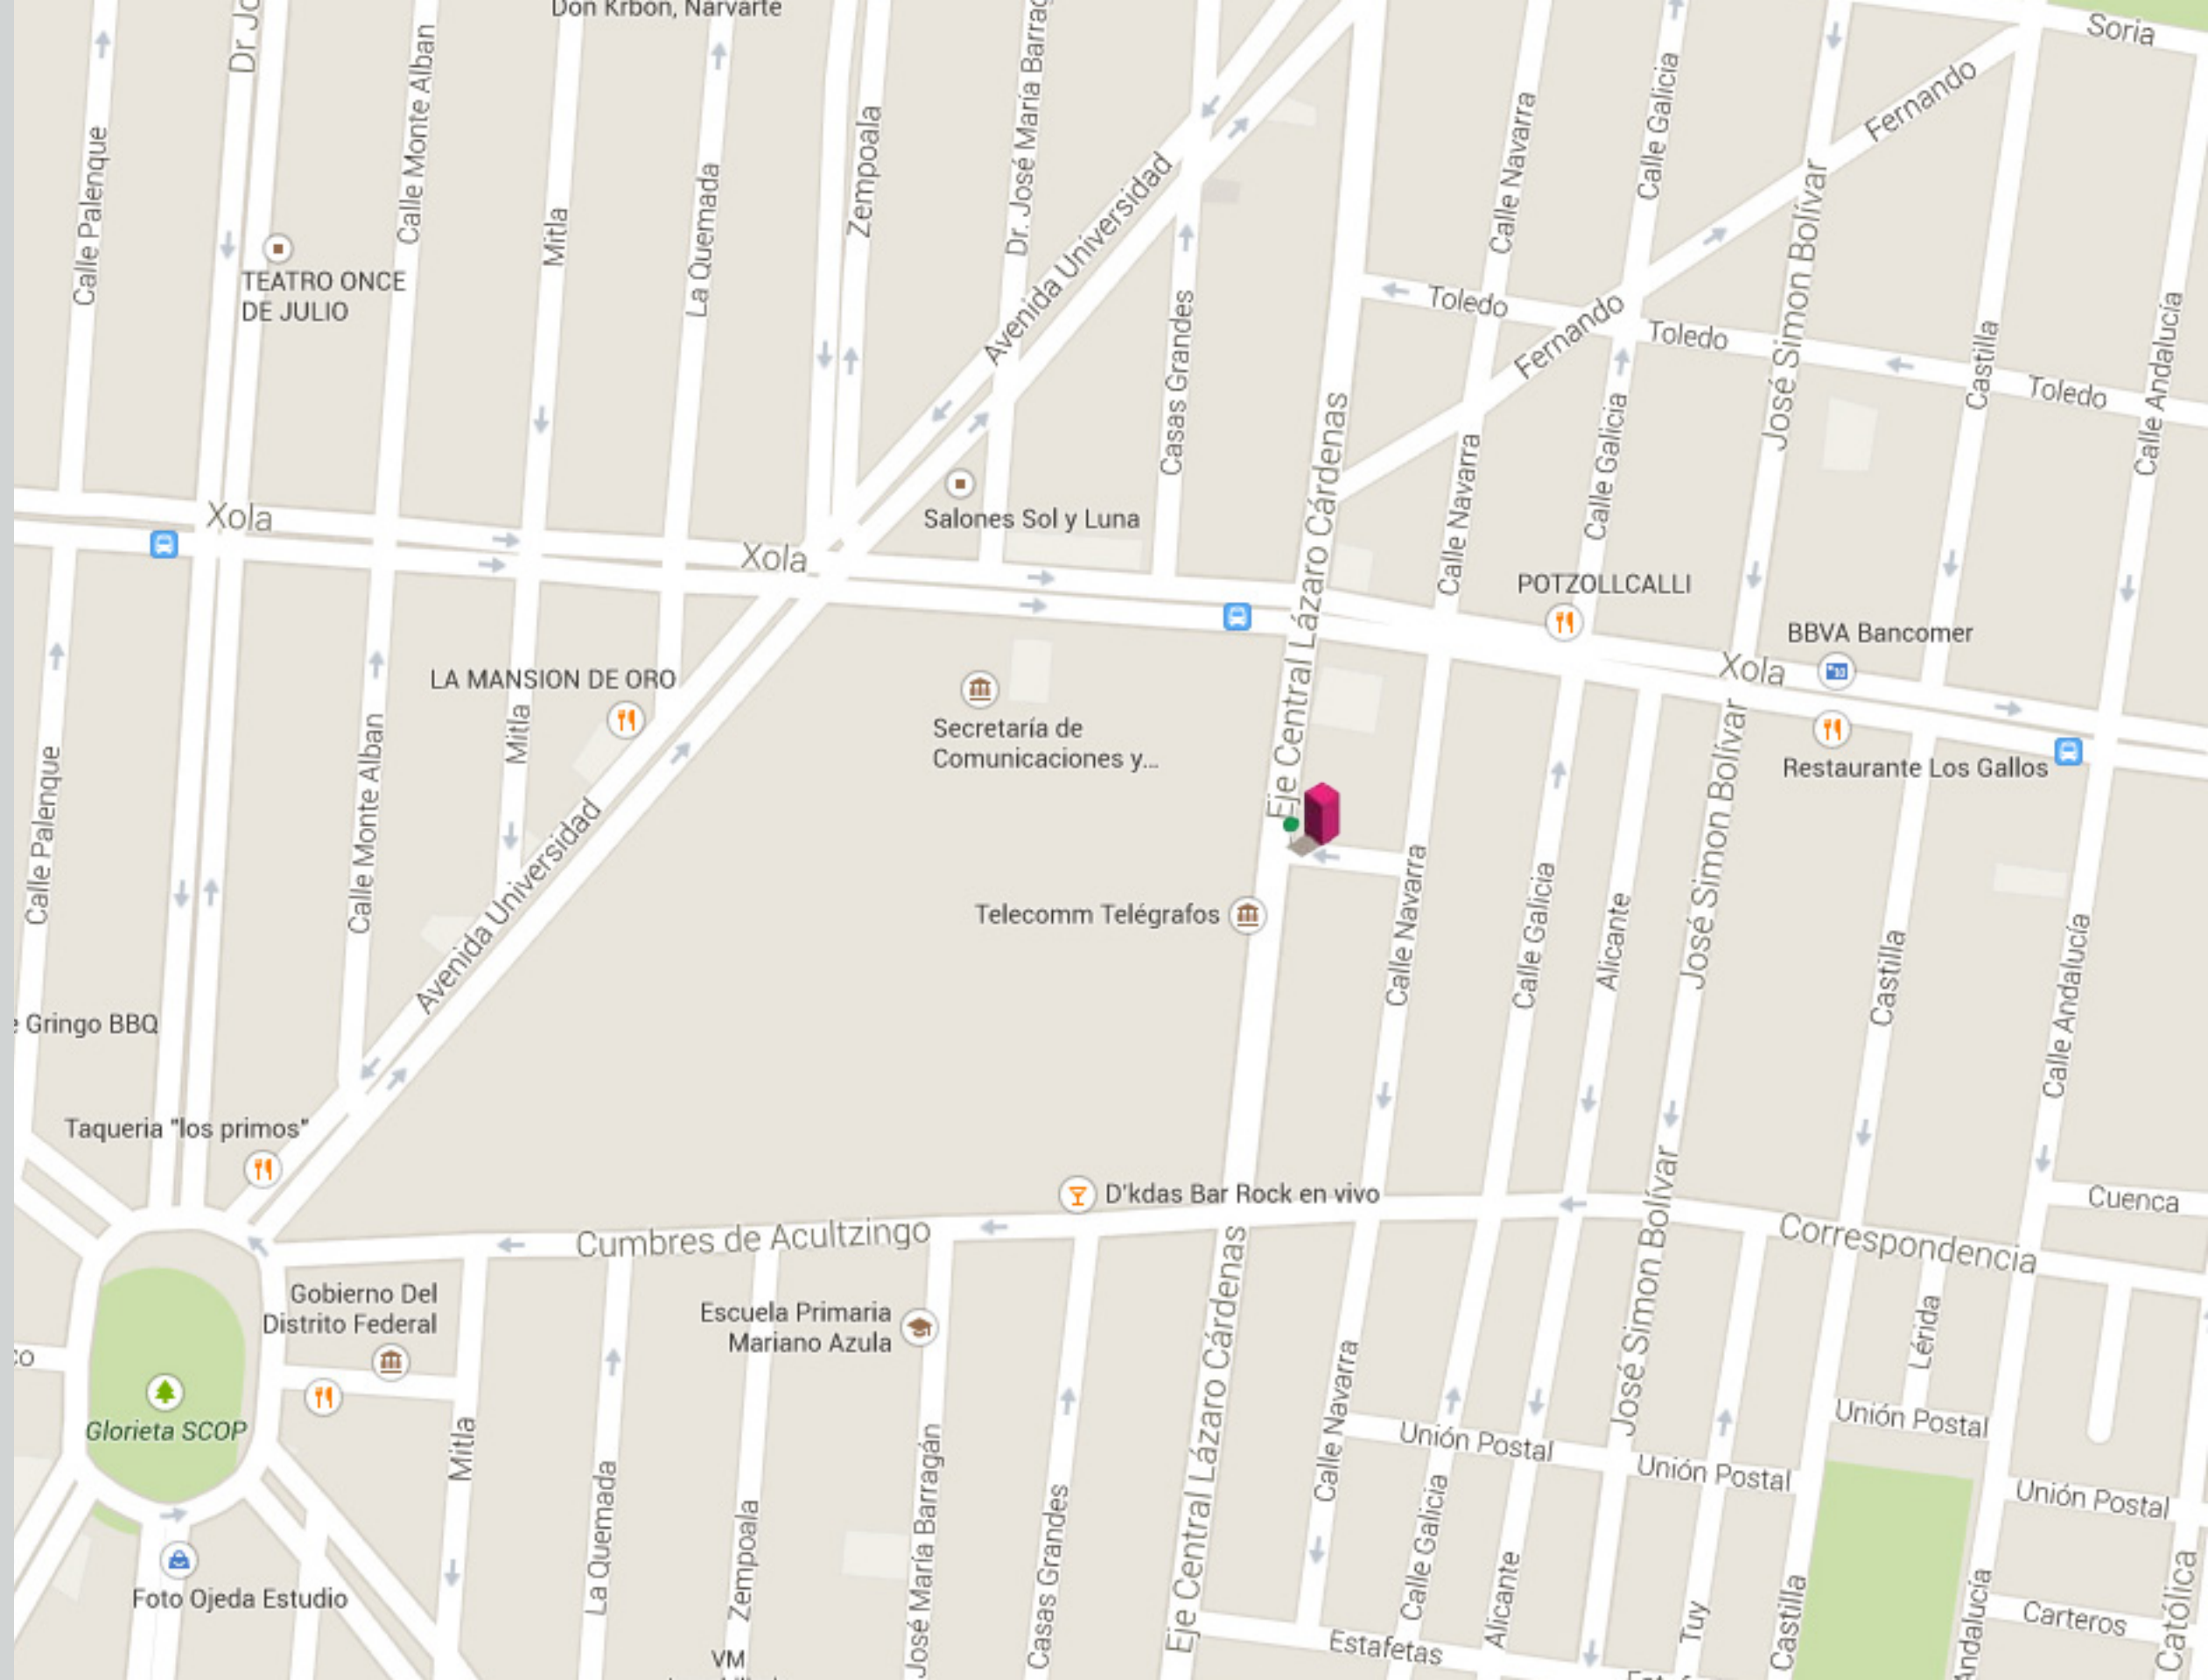 Don Krbon, Narvarte
Soria
Dr Jo
Calle Monte Alban
Calle Palenque
Mitla
La Quemada
Zempoala
Dr. José María Barrag
Avenida Universidad
Calle Navarra
Calle Galicia
Fernando
José Simon Bolívar
TEATRO ONCE
DE JULIO
Casas Grandes
Toledo
Fernando
Toledo
Toledo
Castilla
Calle Andalucía
Eje Central Lázaro Cárdenas
Calle Navarra
Calle Galicia
Xola
Salones Sol y Luna
Xola
POTZOLLCALLI
BBVA Bancomer
Xola
LA MANSION DE ORO
Secretaría de
Comunicaciones y...
Restaurante Los Gallos
Mitla
Calle Palenque
Calle Monte Alban
Avenida Universidad
Telecomm Telégrafos
Calle Navarra
Calle Galicia
Alicante
José Simon Bolívar
Castilla
Calle Andalucía
e Gringo BBQ
Taqueria "los primos"
D'kdas Bar Rock en vivo
Cuenca
Cumbres de Acultzingo
Correspondencia
Gobierno Del
Distrito Federal
Escuela Primaria
Mariano Azula
Eje Central Lázaro Cárdenas
Calle Navarra
José Simon Bolívar
Lérida
co
Glorieta SCOP
Mitla
La Quemada
Zempoala
José María Barragán
Casas Grandes
Unión Postal
Unión Postal
Unión Postal
Unión Postal
Calle Galicia
Alicante
Tuy
Castilla
Andalucía
Católica
Foto Ojeda Estudio
Carteros
Estafetas
VM